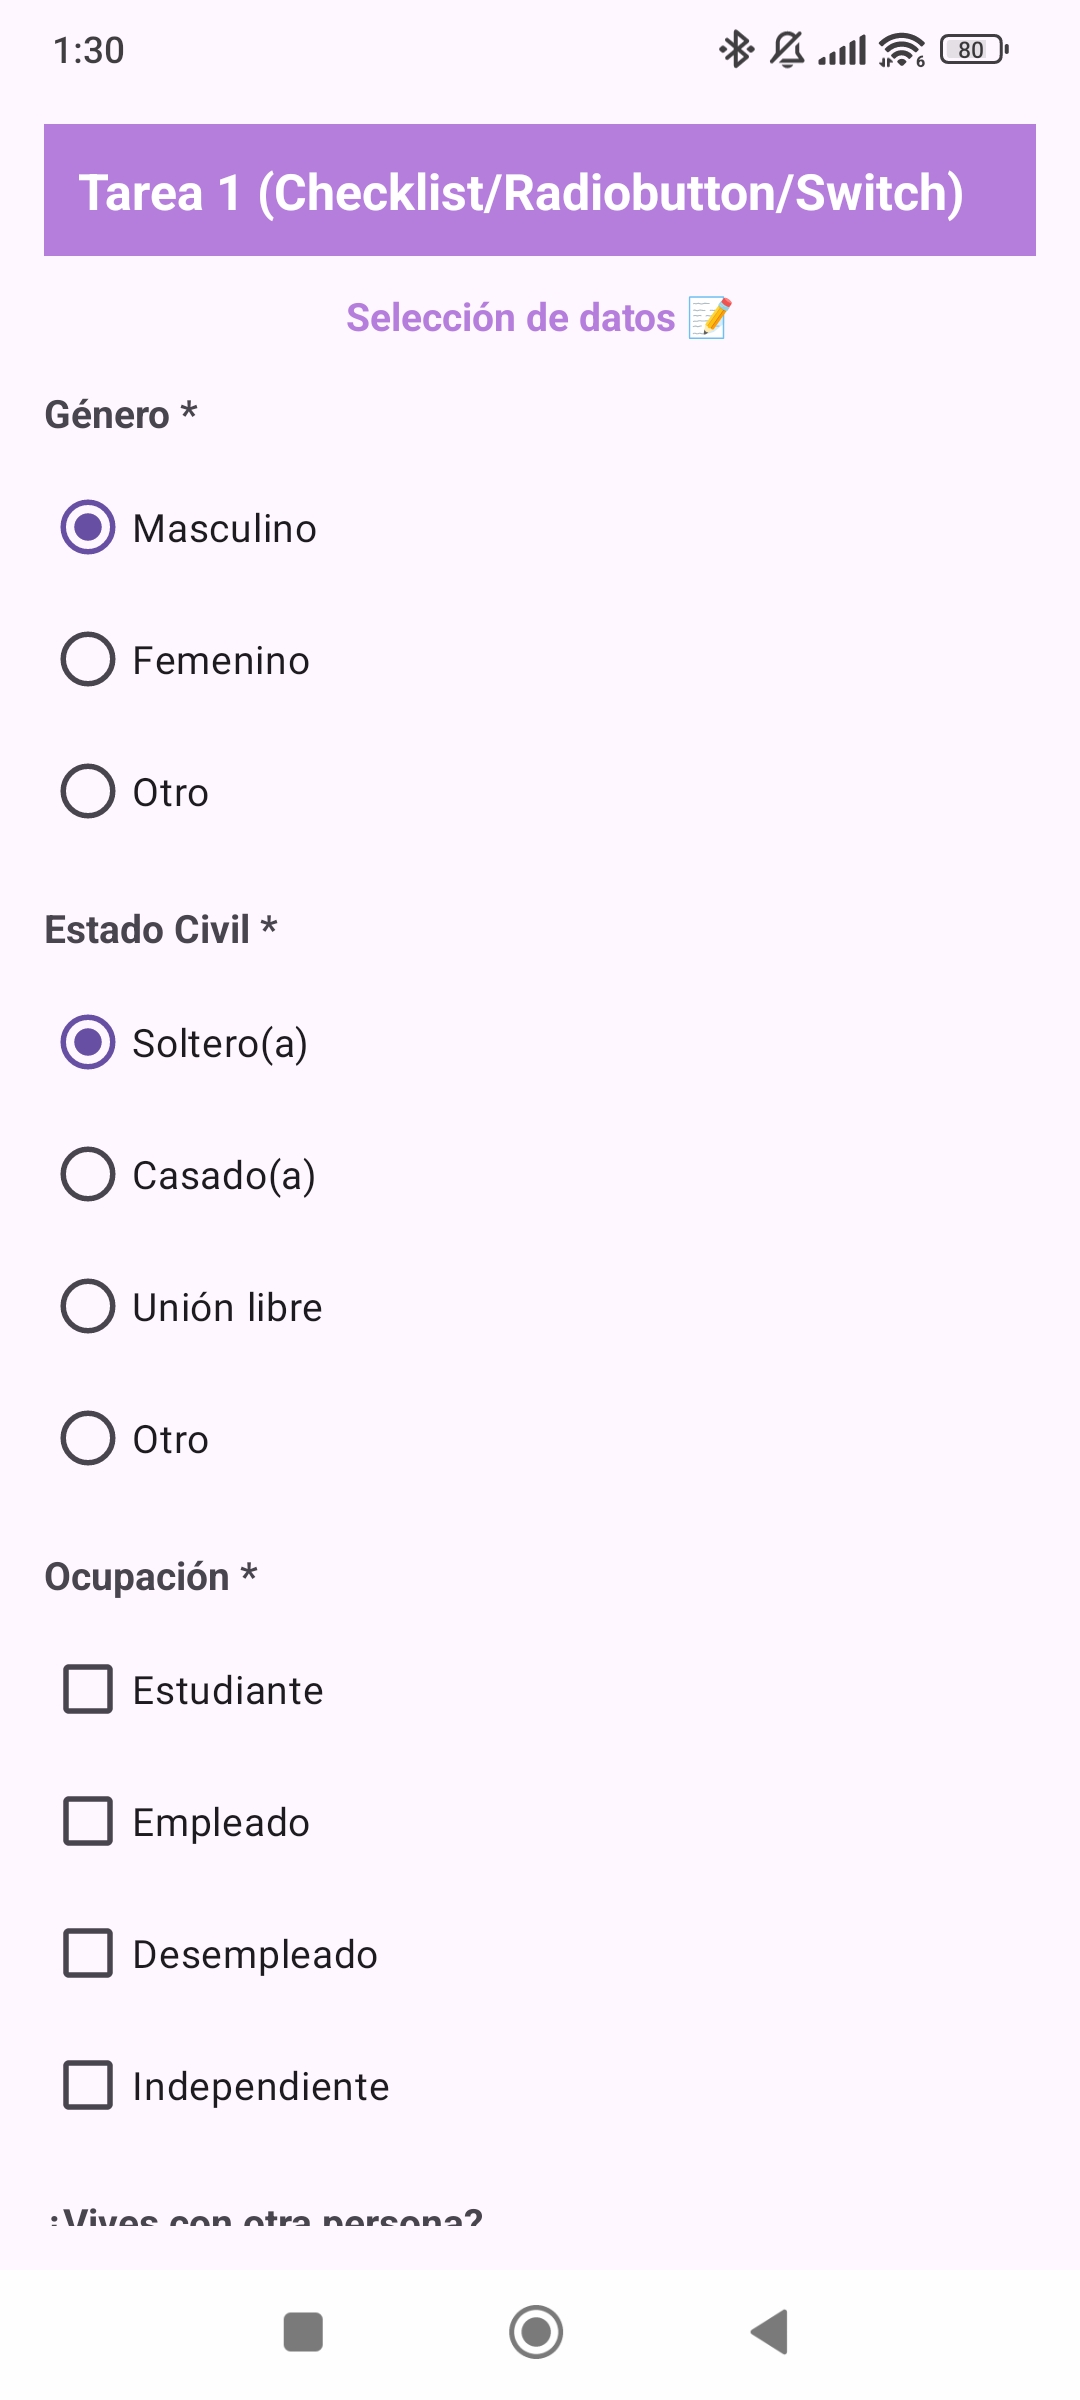 1:30
6
80
Tarea 1 (Checklist/Radiobutton/Switch)
Selección de datos 📝
Género *
Masculino
Femenino
Otro
Estado Civil *
Soltero(a)
Casado(a)
Unión libre
Otro
Ocupación *
Estudiante
Empleado
Desempleado
Independiente
¿Vives con otra persona?